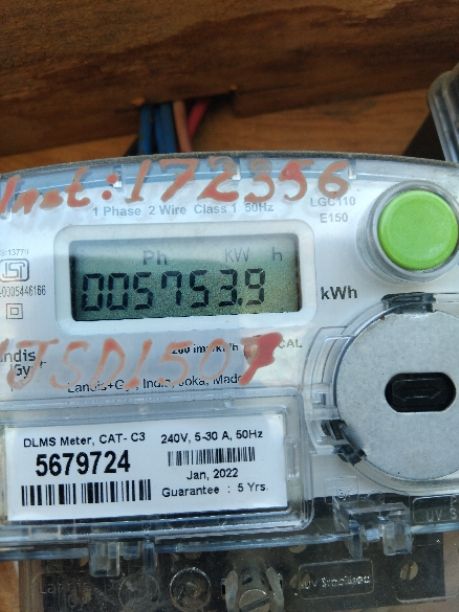 Inst: 172356
1 Phase 2 Wire Class 1 50Hz
LGC110
E150
Ph KW h
005753.9
kWh
JSD1507
CAL
DLMS Meter, CAT- C3
5679724
240V, 5-30 A, 50Hz
Jan, 2022
Guarantee : 5 Yrs.